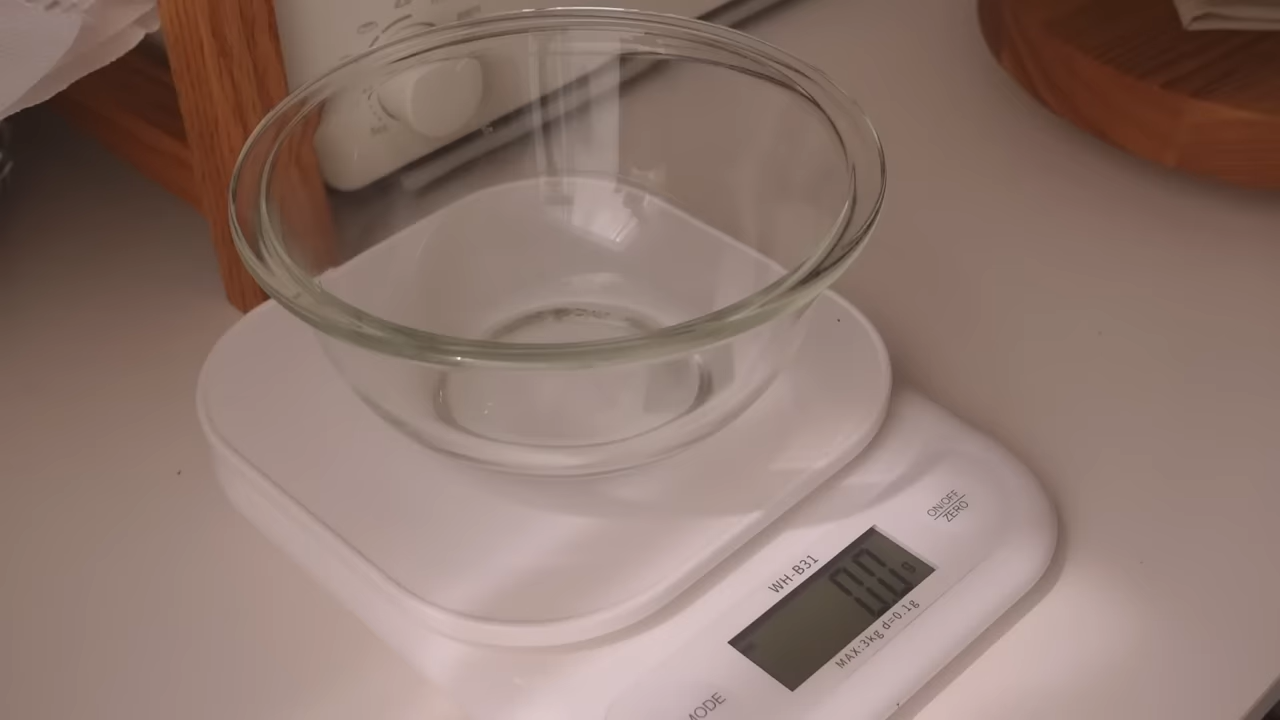 ON/OFF
ZERO
WH-B31
0.0 g
MAX:3kg d=0.1g
MODE